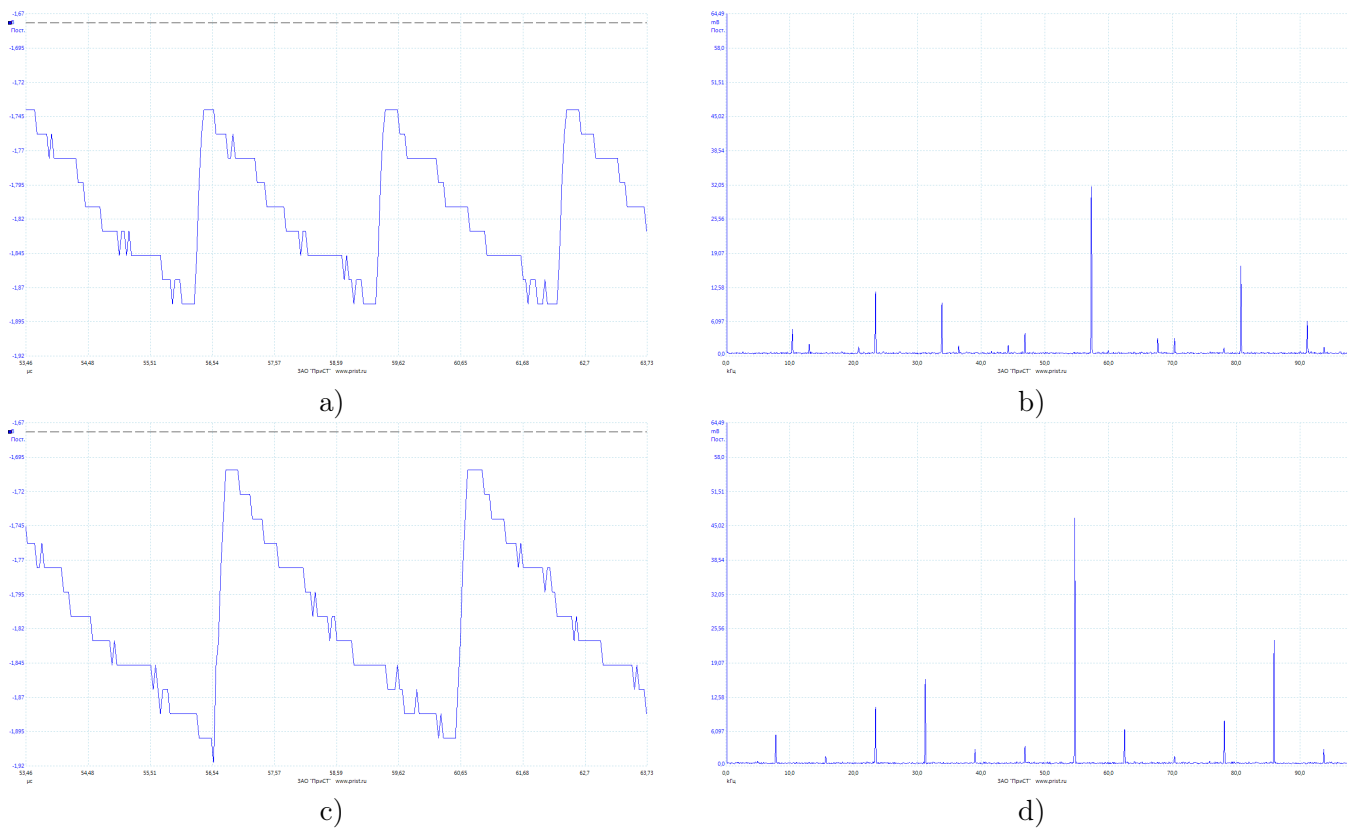 -1,67
В
Пост.
-1,695
-1,72
-1,745
-1,77
-1,795
-1,82
-1,845
-1,87
-1,895
-1,92
53,46 54,48 55,51 56,54 57,57 58,59 59,62 60,65 61,68 62,7 63,73
µс ЗАО "ПриСТ" www.prist.ru
a)
64,49
mВ
Пост.
58,0
51,51
45,02
38,54
32,05
25,56
19,07
12,58
6,097
0,0
0,0 10,0 20,0 30,0 40,0 50,0 60,0 70,0 80,0 90,0
кГц ЗАО "ПриСТ" www.prist.ru
b)
-1,67
В
Пост.
-1,695
-1,72
-1,745
-1,77
-1,795
-1,82
-1,845
-1,87
-1,895
-1,92
53,46 54,48 55,51 56,54 57,57 58,59 59,62 60,65 61,68 62,7 63,73
µс ЗАО "ПриСТ" www.prist.ru
c)
64,49
mВ
Пост.
58,0
51,51
45,02
38,54
32,05
25,56
19,07
12,58
6,097
0,0
0,0 10,0 20,0 30,0 40,0 50,0 60,0 70,0 80,0 90,0
кГц ЗАО "ПриСТ" www.prist.ru
d)